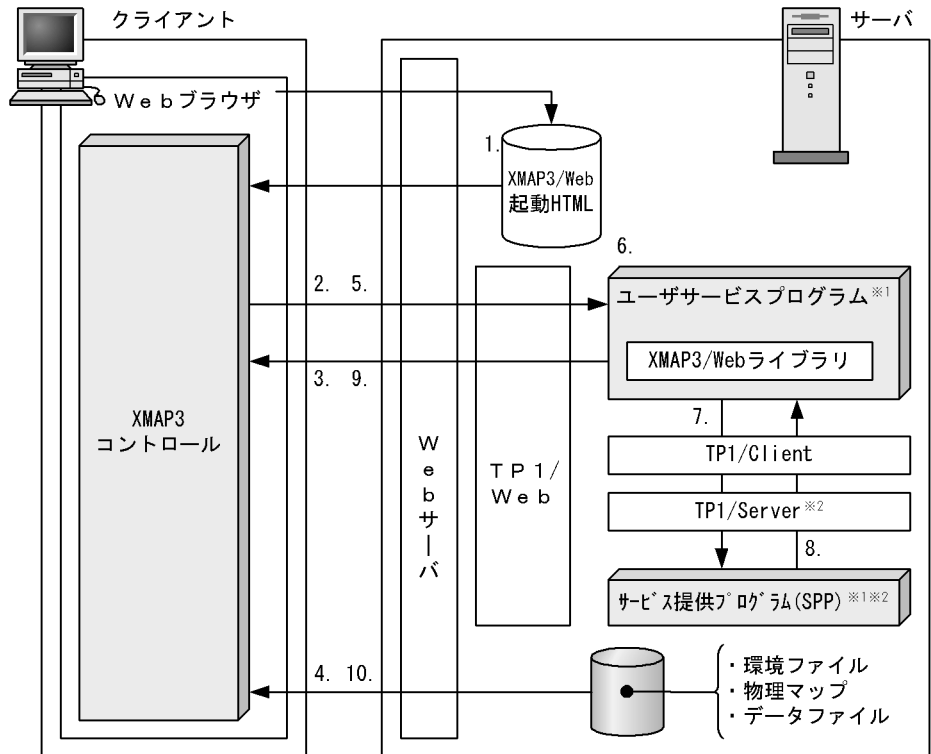 クライアント
サーバ
Ｗｅｂブラウザ
1.
XMAP3/Web
起動HTML
6.
2. 5.
ユーザサービスプログラム※1
XMAP3/Webライブラリ
3. 9.
7.
XMAP3
コントロール
Ｗｅｂサーバ
ＴＰ１/
Ｗｅｂ
TP1/Client
TP1/Server※2
8.
ｻｰﾋﾞｽ提供ﾌﾟﾛｸﾞﾗﾑ(SPP)※1※2
4. 10.
・環境ファイル
・物理マップ
・データファイル